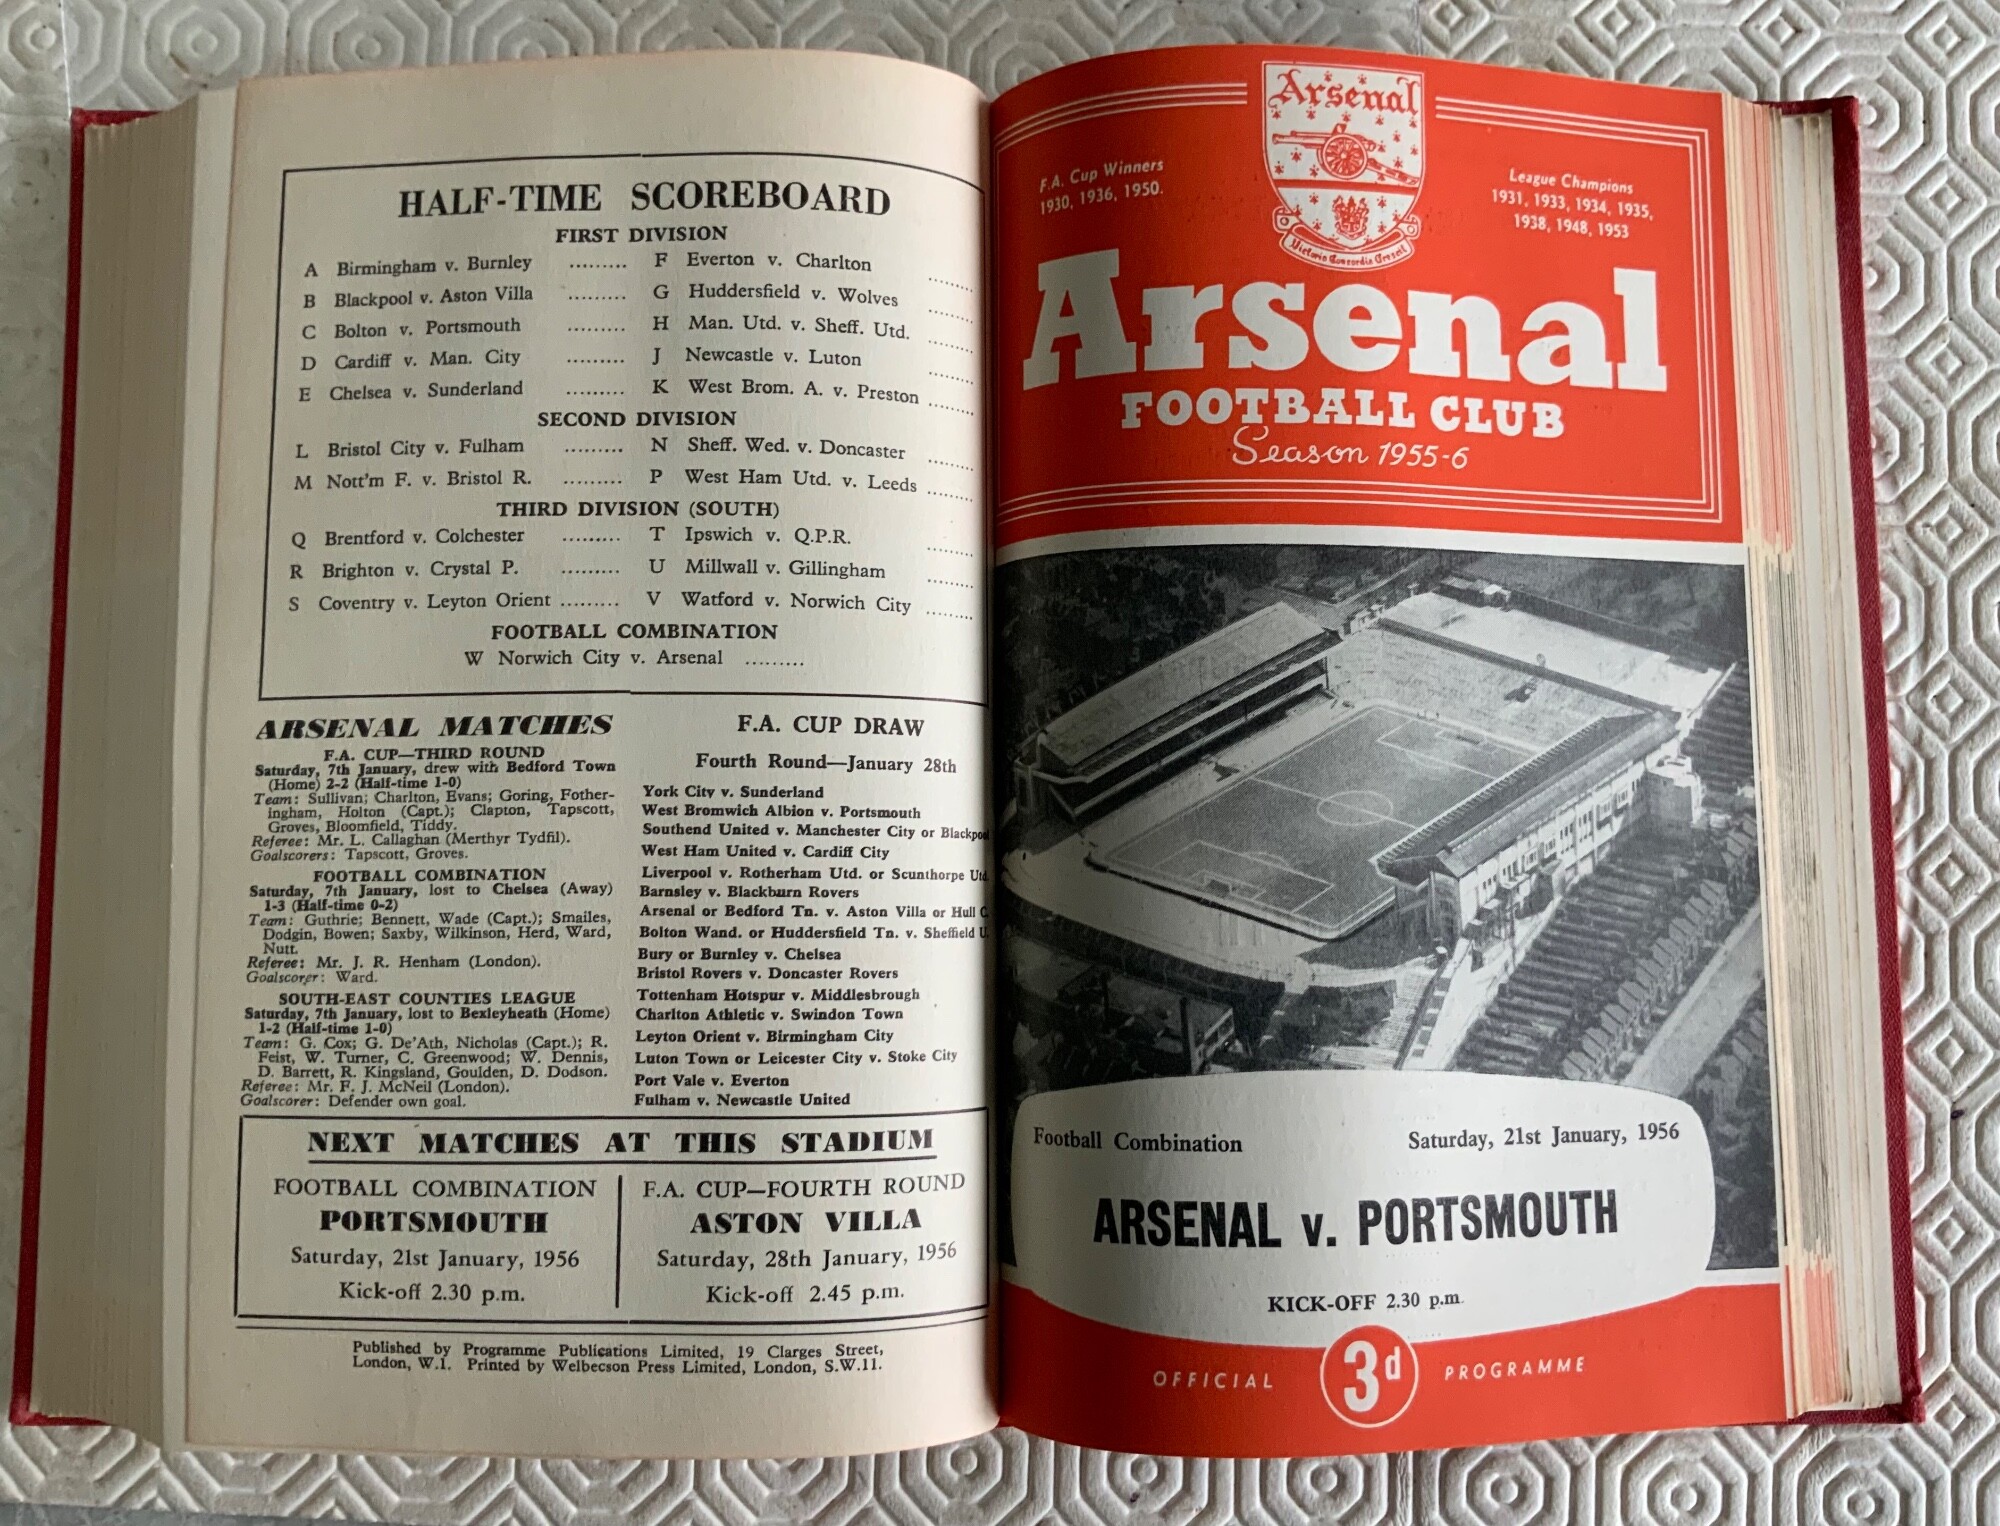 HALF-TIME SCOREBOARD
FIRST DIVISION
A Birmingham v. Burnley ......... F Everton v. Charlton .........
B Blackpool v. Aston Villa ......... G Huddersfield v. Wolves .........
C Bolton v. Portsmouth ......... H Man. Utd. v. Sheff. Utd. .........
D Cardiff v. Man. City ......... J Newcastle v. Luton .........
E Chelsea v. Sunderland ......... K West Brom. A. v. Preston .........
SECOND DIVISION
L Bristol City v. Fulham ......... N Sheff. Wed. v. Doncaster .........
M Nott'm F. v. Bristol R. ......... P West Ham Utd. v. Leeds .........
THIRD DIVISION (SOUTH)
Q Brentford v. Colchester ......... T Ipswich v. Q.P.R. .........
R Brighton v. Crystal P. ......... U Millwall v. Gillingham .........
S Coventry v. Leyton Orient ......... V Watford v. Norwich City .........
FOOTBALL COMBINATION
W Norwich City v. Arsenal .........
ARSENAL MATCHES
F.A. CUP—THIRD ROUND
Saturday, 7th January, drew with Bedford Town
(Home) 2-2 (Half-time 1-0)
Team: Sullivan; Charlton, Evans; Goring, Fother-
ingham, Holton (Capt.); Clapton, Tapscott,
Groves, Bloomfield, Tiddy.
Referee: Mr. L. Callaghan (Merthyr Tydfil).
Goalscorers: Tapscott, Groves.
FOOTBALL COMBINATION
Saturday, 7th January, lost to Chelsea (Away)
1-3 (Half-time 0-2)
Team: Guthrie; Bennett, Wade (Capt.); Smailes,
Dodgin, Bowen; Saxby, Wilkinson, Herd, Ward,
Nutt.
Referee: Mr. J. R. Henham (London).
Goalscorer: Ward.
SOUTH-EAST COUNTIES LEAGUE
Saturday, 7th January, lost to Bexleyheath (Home)
1-2 (Half-time 1-0)
Team: G. Cox; G. De'Ath, Nicholas (Capt.); R.
Feist, W. Turner, C. Greenwood; W. Dennis,
D. Barrett, R. Kingsland, Goulden, D. Dodson.
Referee: Mr. F. J. McNeil (London).
Goalscorer: Defender own goal.
F.A. CUP DRAW
Fourth Round—January 28th
York City v. Sunderland
West Bromwich Albion v. Portsmouth
Southend United v. Manchester City or Blackpool
West Ham United v. Cardiff City
Liverpool v. Rotherham Utd. or Scunthorpe Utd.
Barnsley v. Blackburn Rovers
Arsenal or Bedford Tn. v. Aston Villa or Hull C.
Bolton Wand. or Huddersfield Tn. v. Sheffield U.
Bury or Burnley v. Chelsea
Bristol Rovers v. Doncaster Rovers
Tottenham Hotspur v. Middlesbrough
Charlton Athletic v. Swindon Town
Leyton Orient v. Birmingham City
Luton Town or Leicester City v. Stoke City
Port Vale v. Everton
Fulham v. Newcastle United
NEXT MATCHES AT THIS STADIUM
FOOTBALL COMBINATION
PORTSMOUTH
Saturday, 21st January, 1956
Kick-off 2.30 p.m.
F.A. CUP—FOURTH ROUND
ASTON VILLA
Saturday, 28th January, 1956
Kick-off 2.45 p.m.
Published by Programme Publications Limited, 19 Clarges Street,
London, W.1. Printed by Welbecson Press Limited, London, S.W.11.
Arsenal
Victoria Concordia Crescit
F.A. Cup Winners
1930, 1936, 1950.
League Champions
1931, 1933, 1934, 1935,
1938, 1948, 1953
Arsenal
FOOTBALL CLUB
Season 1955-6
Football Combination Saturday, 21st January, 1956
ARSENAL v. PORTSMOUTH
KICK-OFF 2.30 p.m.
OFFICIAL 3d PROGRAMME